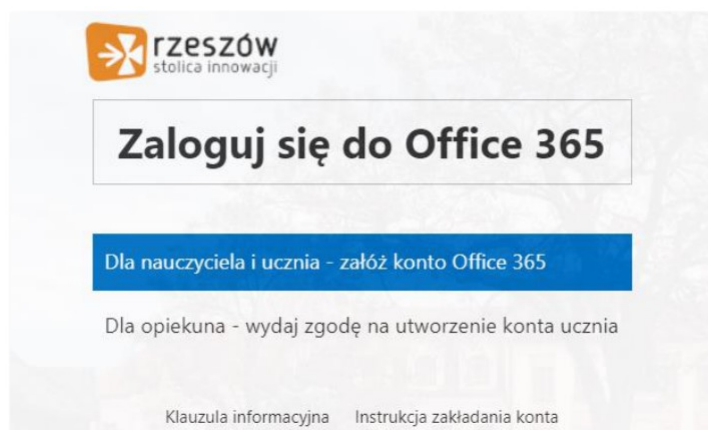 rzeszów
stolica innowacji
Zaloguj się do Office 365
Dla nauczyciela i ucznia - załóż konto Office 365
Dla opiekuna - wydaj zgodę na utworzenie konta ucznia
Klauzula informacyjna Instrukcja zakładania konta